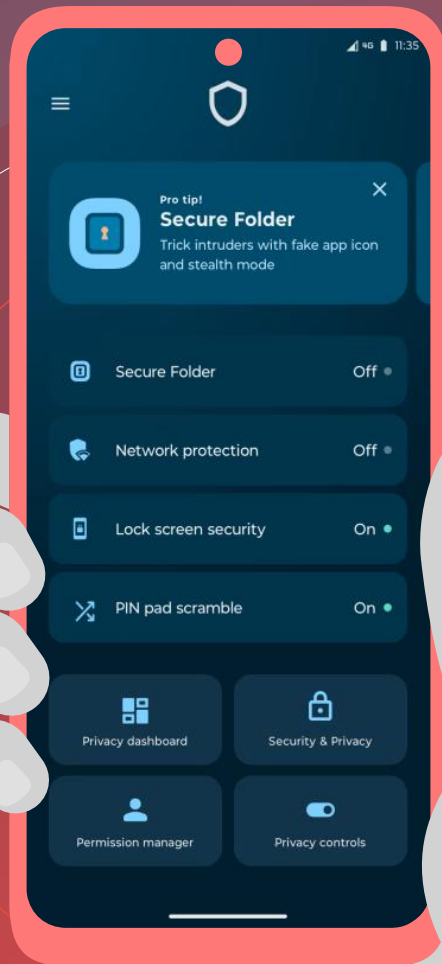 4G 11:35
Pro tip!
Secure Folder
Trick intruders with fake app icon
and stealth mode
Secure Folder Off
Network protection Off
Lock screen security On
PIN pad scramble On
Privacy dashboard Security & Privacy
Permission manager Privacy controls